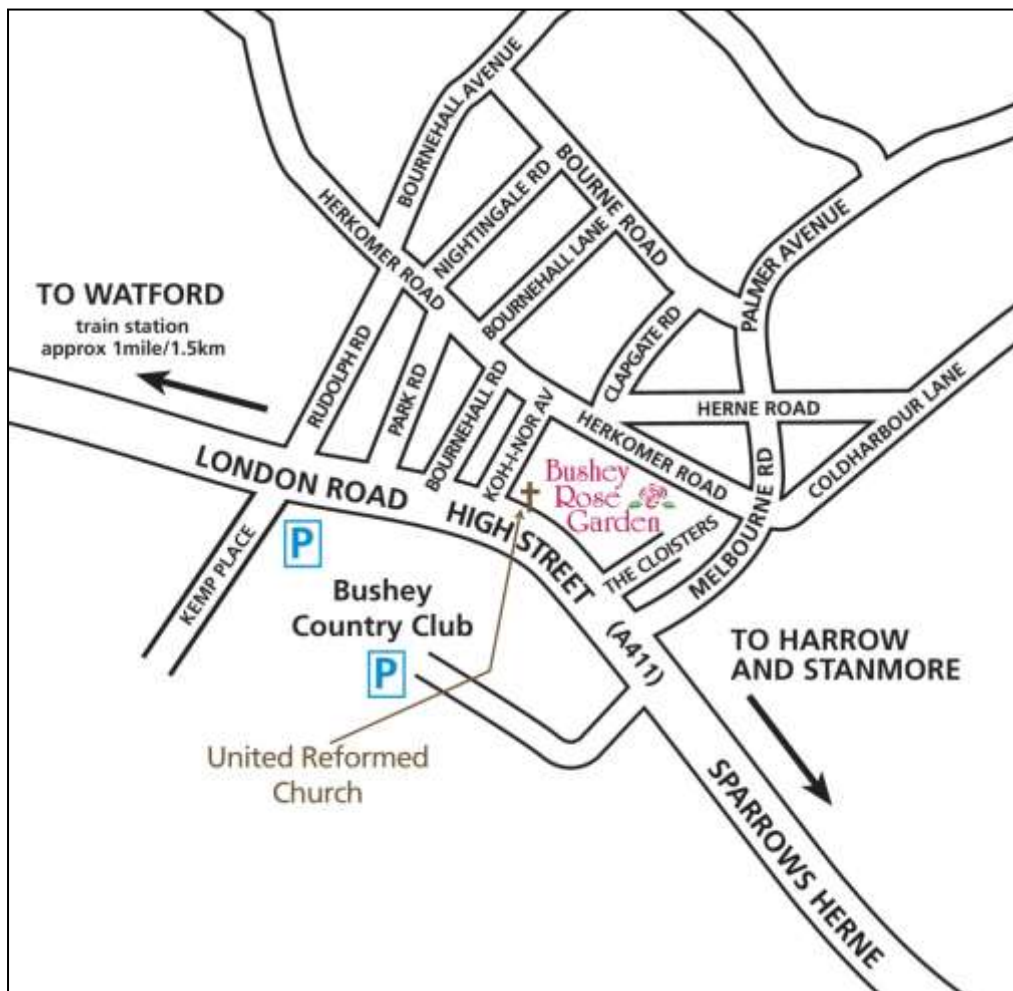 BOURNEHALL AVENUE
BOURNE ROAD
NIGHTINGALE RD
HERKOMER ROAD
BOURNEHALL LANE
PALMER AVENUE
TO WATFORD
train station
approx 1mile/1.5km
CLAPGATE RD
RUDOLPH RD
PARK RD
BOURNEHALL RD
KOH-I-NOR AV
HERNE ROAD
COLDHARBOUR LANE
HERKOMER ROAD
MELBOURNE RD
LONDON ROAD
HIGH STREET
Bushey
Rose
Garden
THE CLOISTERS
KEMP PLACE
P
Bushey
Country Club
P
(A411)
TO HARROW
AND STANMORE
United Reformed
Church
SPARROWS HERNE